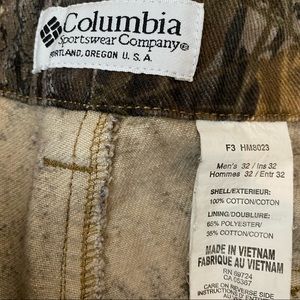 Columbia
Sportswear Company®
PORTLAND, OREGON U.S.A.
F3 HM8023
Men's 32 / Ins 32
Hommes 32 / Entr 32
SHELL/EXTERIEUR:
100% COTTON/COTON
LINING/DOUBLURE:
65% POLYESTER/
35% COTTON/COTON
MADE IN VIETNAM
FABRIQUE AU VIETNAM
RN 69724
CA 05367
CARE ON REVERSE SIDE